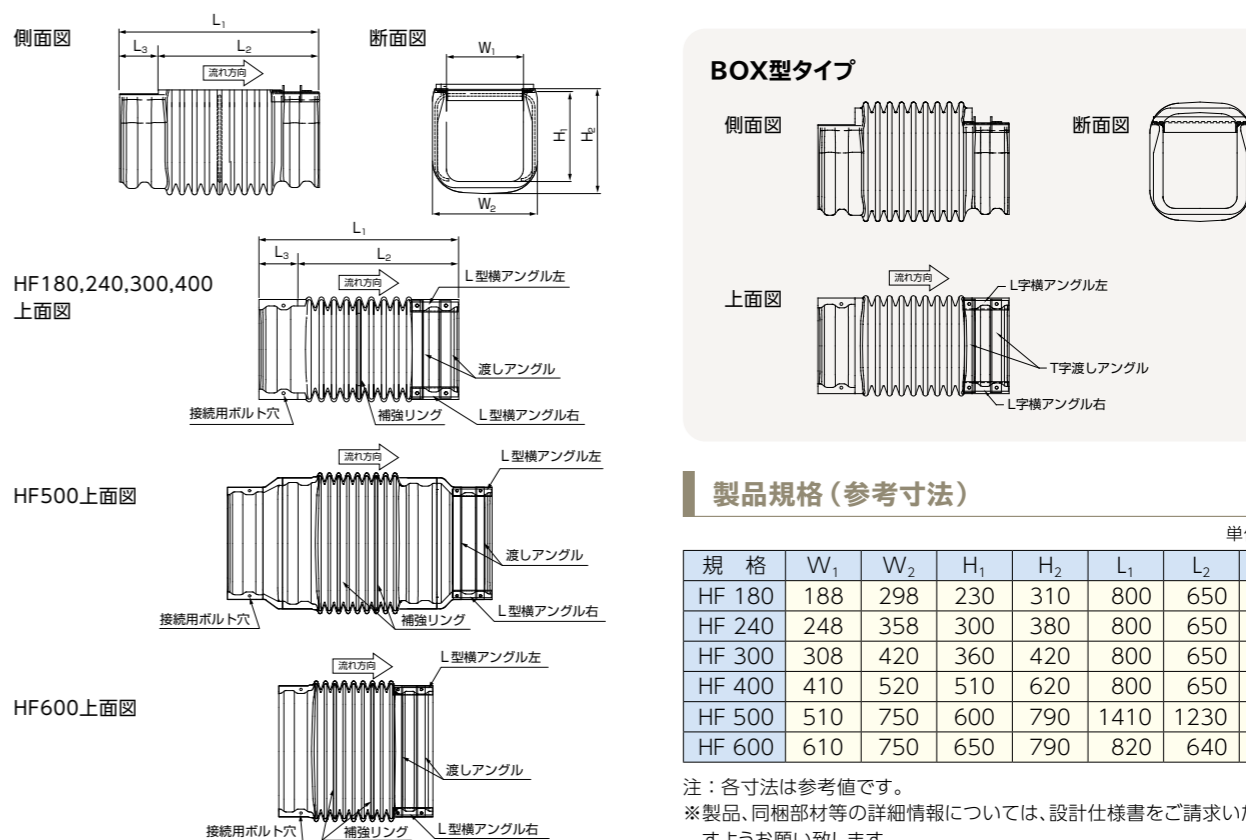 側面図
L₁
L₃
L₂
流れ方向
断面図
W₁
H₁
H₂
W₂
HF180,240,300,400
上面図
L₁
L₃
L₂
流れ方向
L型横アングル左
渡しアングル
接続用ボルト穴
補強リング
L型横アングル右
HF500上面図
流れ方向
L型横アングル左
渡しアングル
接続用ボルト穴
補強リング
L型横アングル右
HF600上面図
流れ方向
L型横アングル左
渡しアングル
接続用ボルト穴
補強リング
L型横アングル右
BOX型タイプ
側面図
断面図
上面図
流れ方向
L字横アングル左
T字渡しアングル
L字横アングル右
製品規格(参考寸法)
規 格 W₁ W₂ H₁ H₂ L₁ L₂
HF 180 188 298 230 310 800 650
HF 240 248 358 300 380 800 650
HF 300 308 420 360 420 800 650
HF 400 410 520 510 620 800 650
HF 500 510 750 600 790 1410 1230
HF 600 610 750 650 790 820 640
注:各寸法は参考値です。
※製品、同梱部材等の詳細情報については、設計仕様書をご請求いた
すようお願い致します。